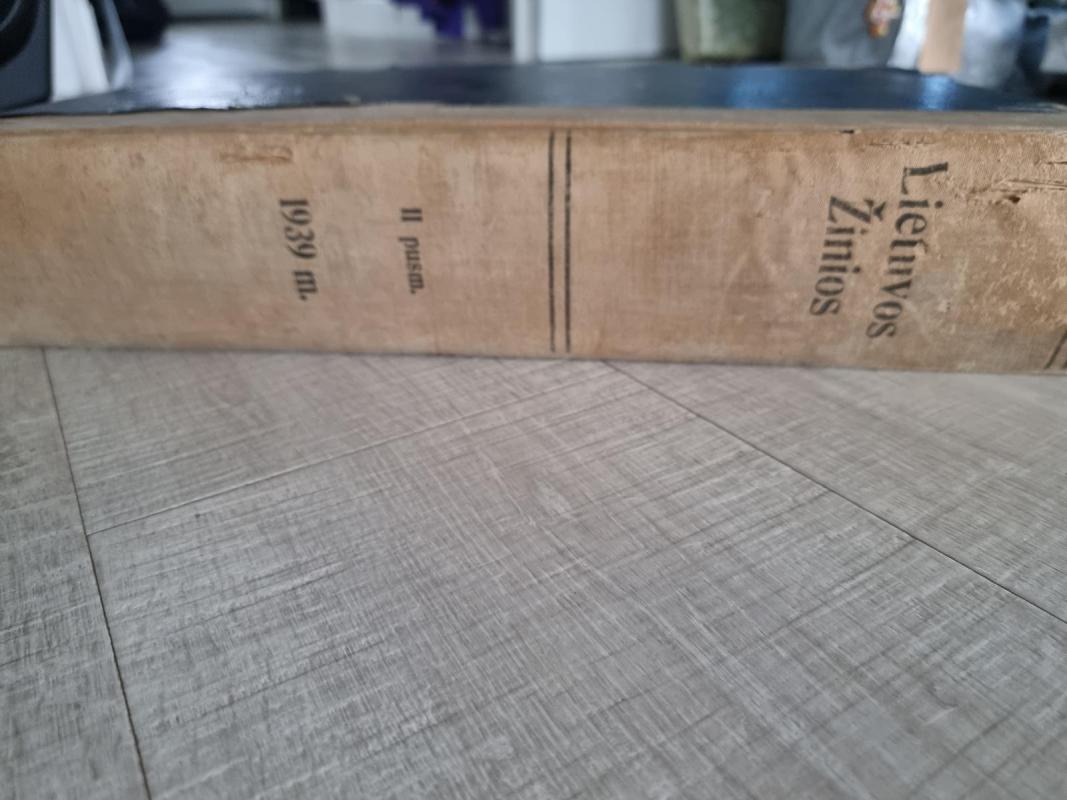 Lietuvos
Žinios
II pusm.
1939 m.